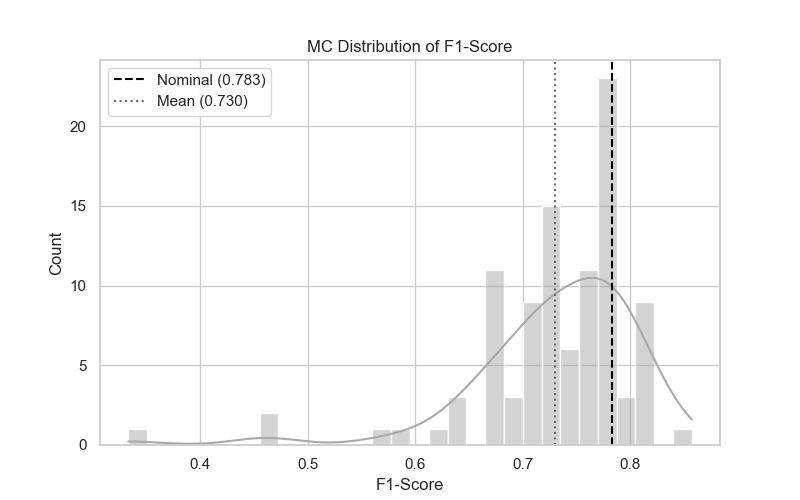 MC Distribution of F1-Score
Nominal (0.783)
Mean (0.730)
Count
20
15
10
5
0
0.4 0.5 0.6 0.7 0.8
F1-Score